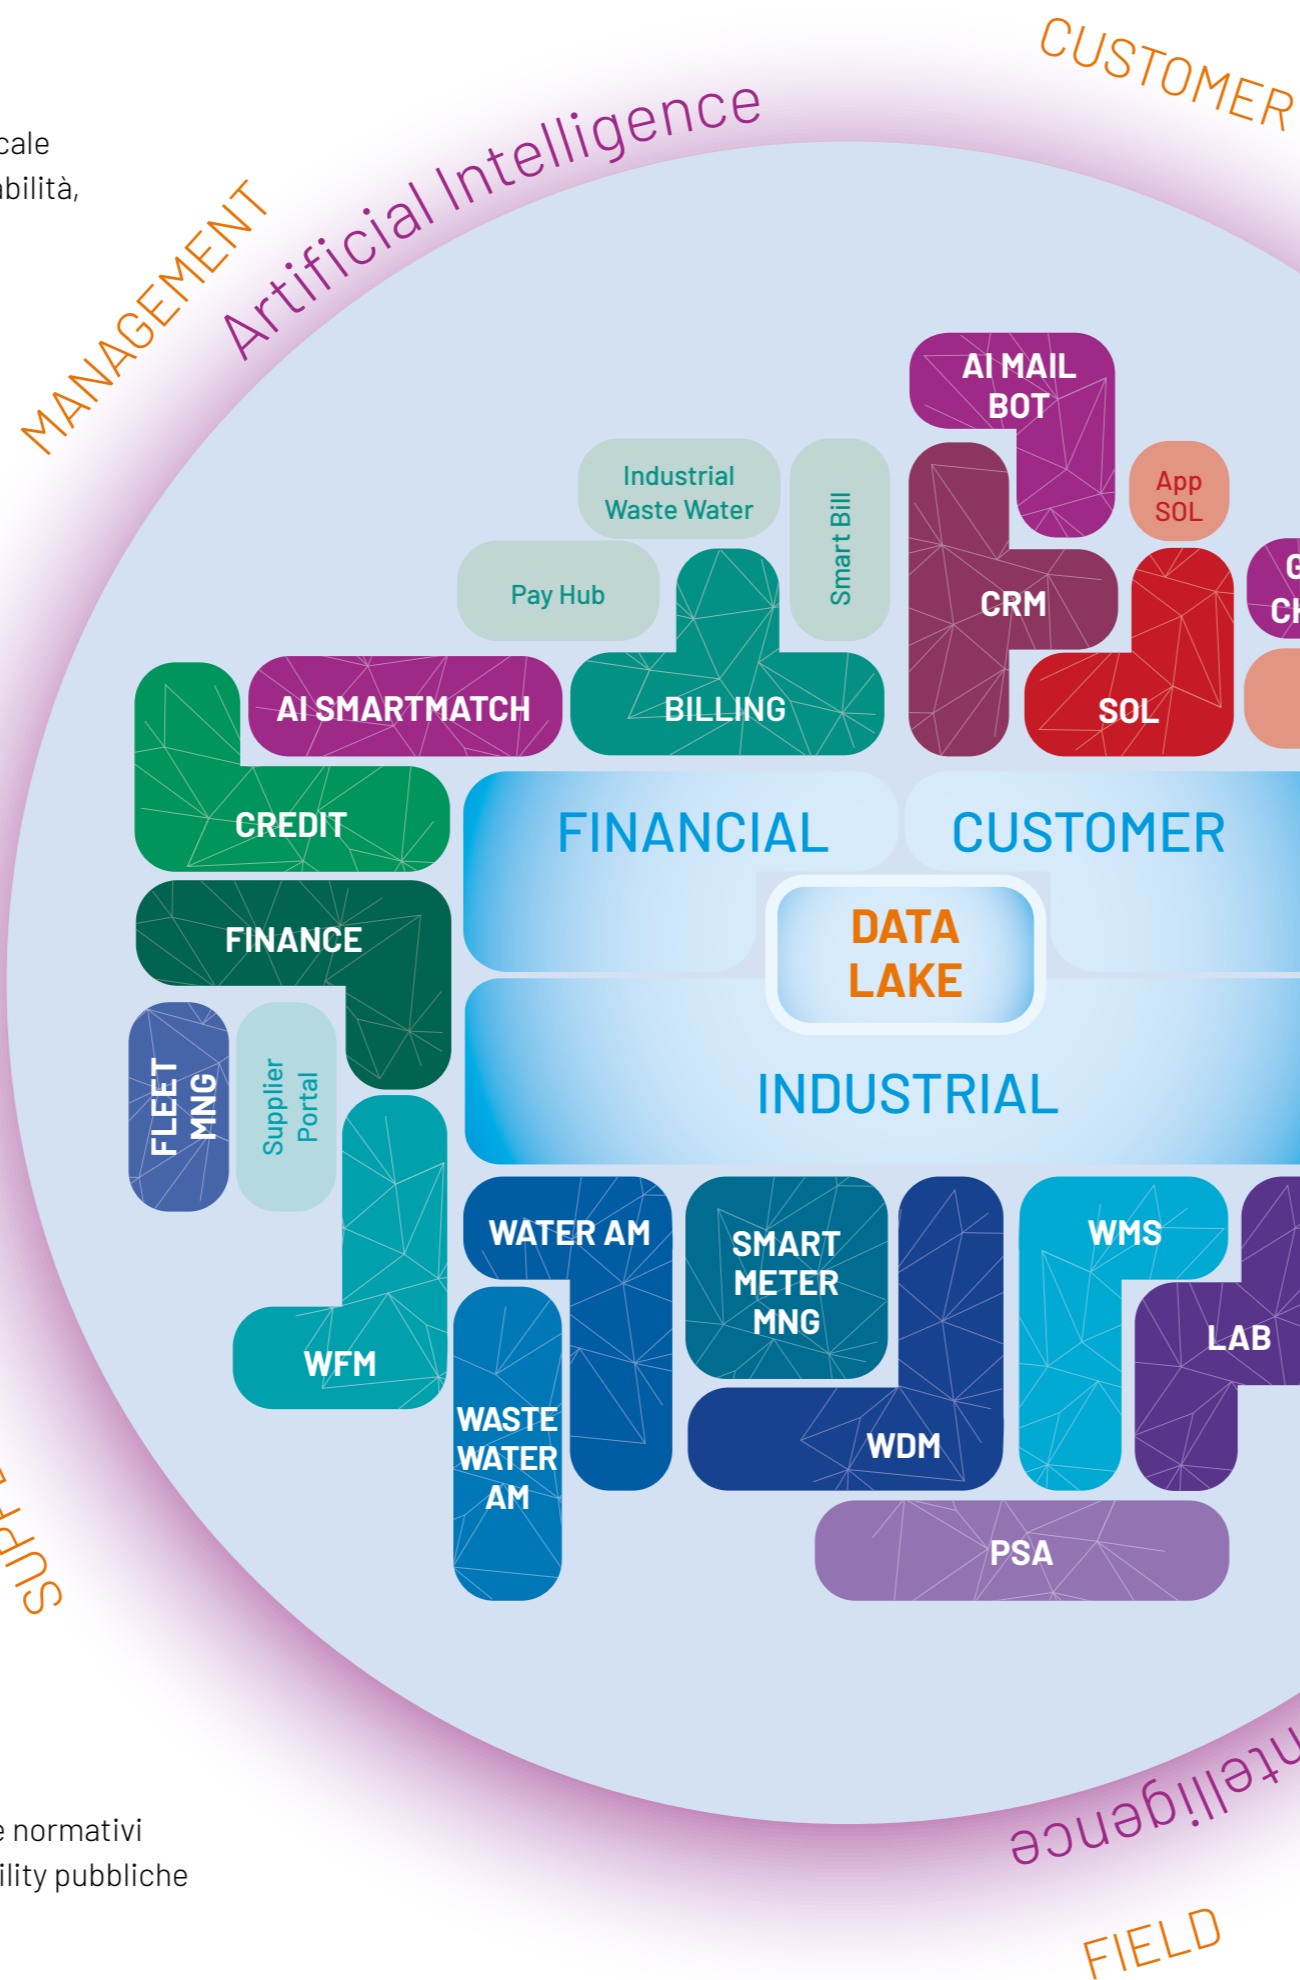 CUSTOMER
cale
abilità,
MANAGEMENT
Artificial Intelligence
AI MAIL
BOT
Industrial
Waste Water
Smart Bill
App
SOL
Pay Hub
CRM
AI SMARTMATCH
BILLING
SOL
CREDIT
FINANCIAL
CUSTOMER
FINANCE
DATA
LAKE
FLEET
MNG
Supplier
Portal
INDUSTRIAL
WATER AM
SMART
METER
MNG
WMS
LAB
WFM
WASTE
WATER
AM
WDM
PSA
e normativi
ility pubbliche
ntelligence
FIELD